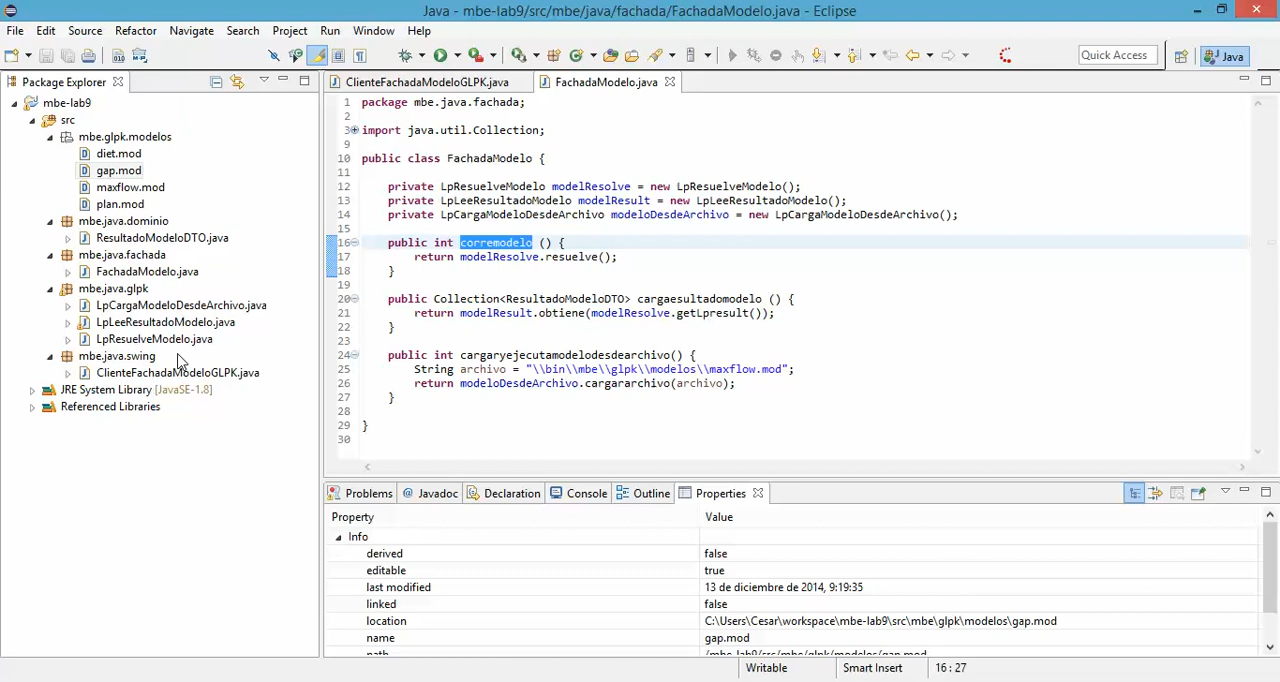 Java - mbe-lab9/src/mbe/java/fachada/FachadaModelo.java - Eclipse
File Edit Source Refactor Navigate Search Project Run Window Help
Quick Access
Java
Package Explorer
mbe-lab9
src
mbe.glpk.modelos
diet.mod
gap.mod
maxflow.mod
plan.mod
mbe.java.dominio
ResultadoModeloDTO.java
mbe.java.fachada
FachadaModelo.java
mbe.java.glpk
LpCargaModeloDesdeArchivo.java
LpLeeResultadoModelo.java
LpResuelveModelo.java
mbe.java.swing
ClienteFachadaModeloGLPK.java
JRE System Library [JavaSE-1.8]
Referenced Libraries
ClienteFachadaModeloGLPK.java FachadaModelo.java
1 package mbe.java.fachada;
2
3 import java.util.Collection;
9
10 public class FachadaModelo {
11
12 private LpResuelveModelo modelResolve = new LpResuelveModelo();
13 private LpLeeResultadoModelo modelResult = new LpLeeResultadoModelo();
14 private LpCargaModeloDesdeArchivo modeloDesdeArchivo = new LpCargaModeloDesdeArchivo();
15
16 public int corremodelo () {
17 return modelResolve.resuelve();
18 }
19
20 public Collection<ResultadoModeloDTO> cargaesultadomodelo () {
21 return modelResult.obtiene(modelResolve.getLpresult());
22 }
23
24 public int cargaryejecutamodelodesdearchivo() {
25 String archivo = "\\bin\\mbe\\glpk\\modelos\\maxflow.mod";
26 return modeloDesdeArchivo.cargararchivo(archivo);
27 }
28
29 }
30
Problems Javadoc Declaration Console Outline Properties
Property Value
Info
derived false
editable true
last modified 13 de diciembre de 2014, 9:19:35
linked false
location C:\Users\Cesar\workspace\mbe-lab9\src\mbe\glpk\modelos\gap.mod
name gap.mod
path /mbe-lab9/src/mbe/glpk/modelos/gap.mod
Writable Smart Insert 16 : 27